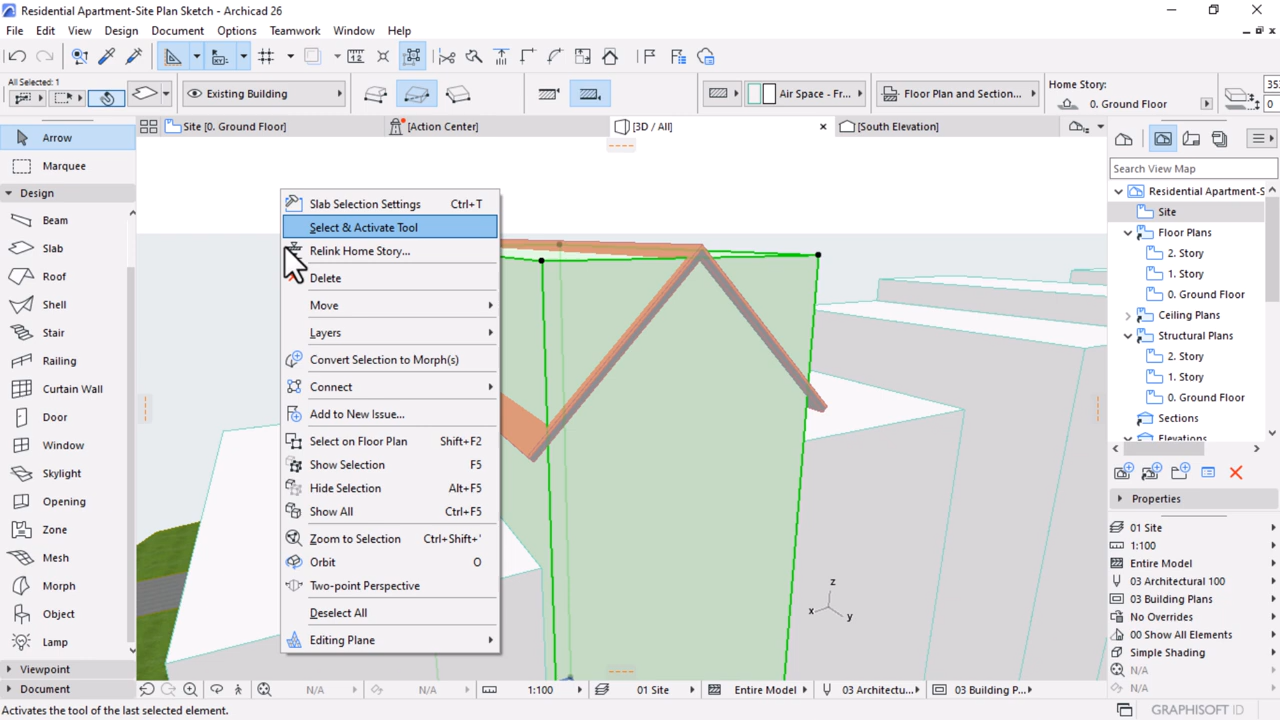 Residential Apartment-Site Plan Sketch - Archicad 26
File Edit View Design Document Options Teamwork Window Help
All Selected: 1
Existing Building
Air Space - Fr...
Floor Plan and Section...
Home Story:
0. Ground Floor
353
0
Site [0. Ground Floor]
[Action Center]
[3D / All]
[South Elevation]
Arrow
Marquee
Design
Beam
Slab
Roof
Shell
Stair
Railing
Curtain Wall
Door
Window
Skylight
Opening
Zone
Mesh
Morph
Object
Lamp
Viewpoint
Document
Slab Selection Settings Ctrl+T
Select & Activate Tool
Relink Home Story...
Delete
Move
Layers
Convert Selection to Morph(s)
Connect
Add to New Issue...
Select on Floor Plan Shift+F2
Show Selection F5
Hide Selection Alt+F5
Show All Ctrl+F5
Zoom to Selection Ctrl+Shift+'
Orbit O
Two-point Perspective
Deselect All
Editing Plane
z
x
y
Search View Map
Residential Apartment-S
Site
Floor Plans
2. Story
1. Story
0. Ground Floor
Ceiling Plans
Structural Plans
2. Story
1. Story
0. Ground Floor
Sections
Elevations
Properties
01 Site
1:100
Entire Model
03 Architectural 100
03 Building Plans
No Overrides
00 Show All Elements
Simple Shading
N/A
N/A
N/A N/A 1:100 01 Site Entire Model 03 Architectu... 03 Building P...
Activates the tool of the last selected element.
GRAPHISOFT ID